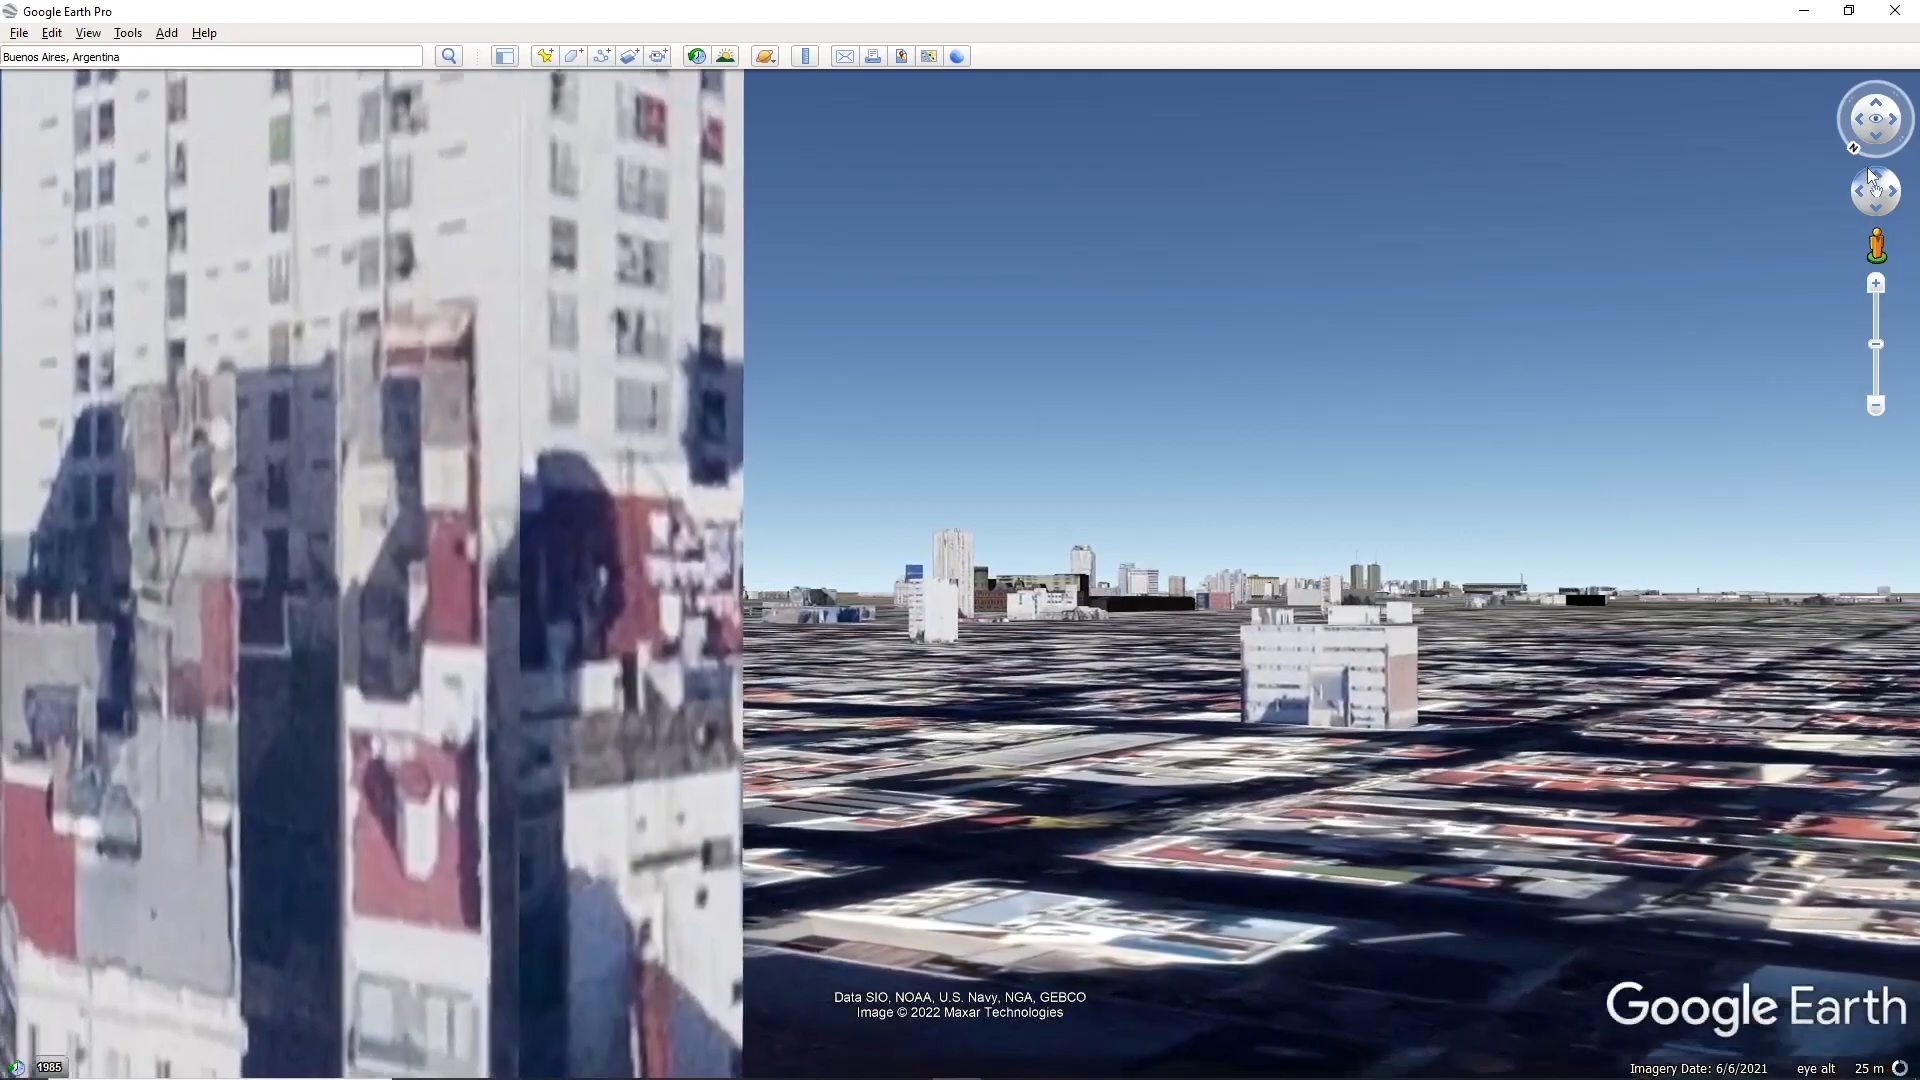 Google Earth Pro
File Edit View Tools Add Help
Buenos Aires, Argentina
N
Data SIO, NOAA, U.S. Navy, NGA, GEBCO
Image © 2022 Maxar Technologies
Google Earth
1985
Imagery Date: 6/6/2021 eye alt 25 m